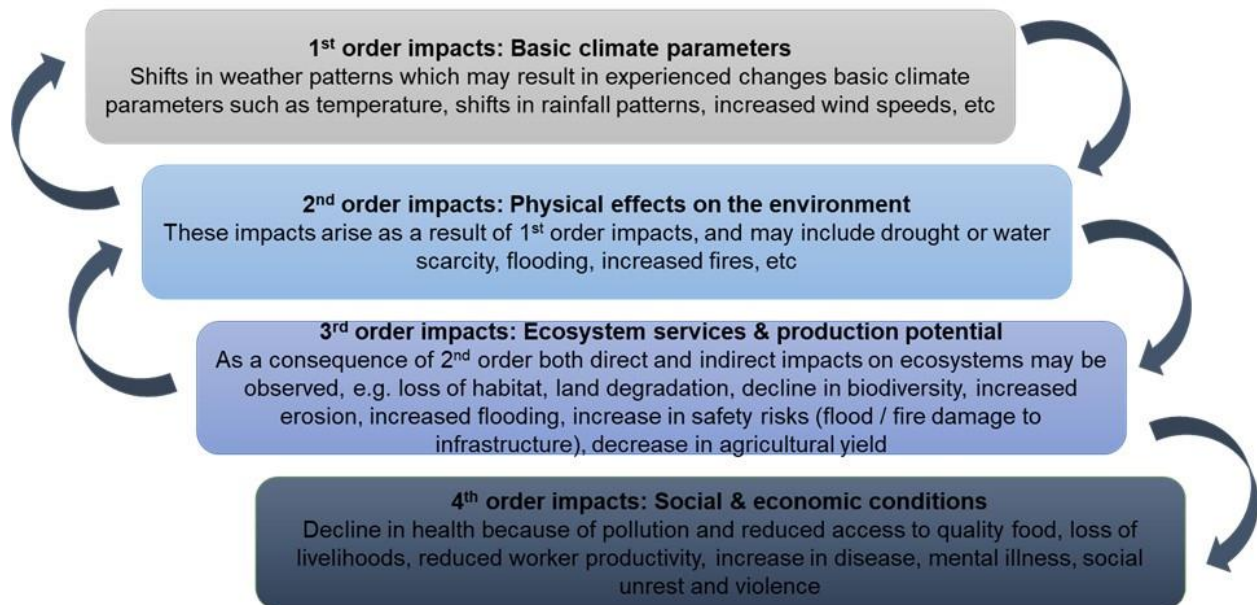 1st order impacts: Basic climate parameters
Shifts in weather patterns which may result in experienced changes basic climate
parameters such as temperature, shifts in rainfall patterns, increased wind speeds, etc
2nd order impacts: Physical effects on the environment
These impacts arise as a result of 1st order impacts, and may include drought or water
scarcity, flooding, increased fires, etc
3rd order impacts: Ecosystem services & production potential
As a consequence of 2nd order both direct and indirect impacts on ecosystems may be
observed, e.g. loss of habitat, land degradation, decline in biodiversity, increased
erosion, increased flooding, increase in safety risks (flood / fire damage to
infrastructure), decrease in agricultural yield
4th order impacts: Social & economic conditions
Decline in health because of pollution and reduced access to quality food, loss of
livelihoods, reduced worker productivity, increase in disease, mental illness, social
unrest and violence